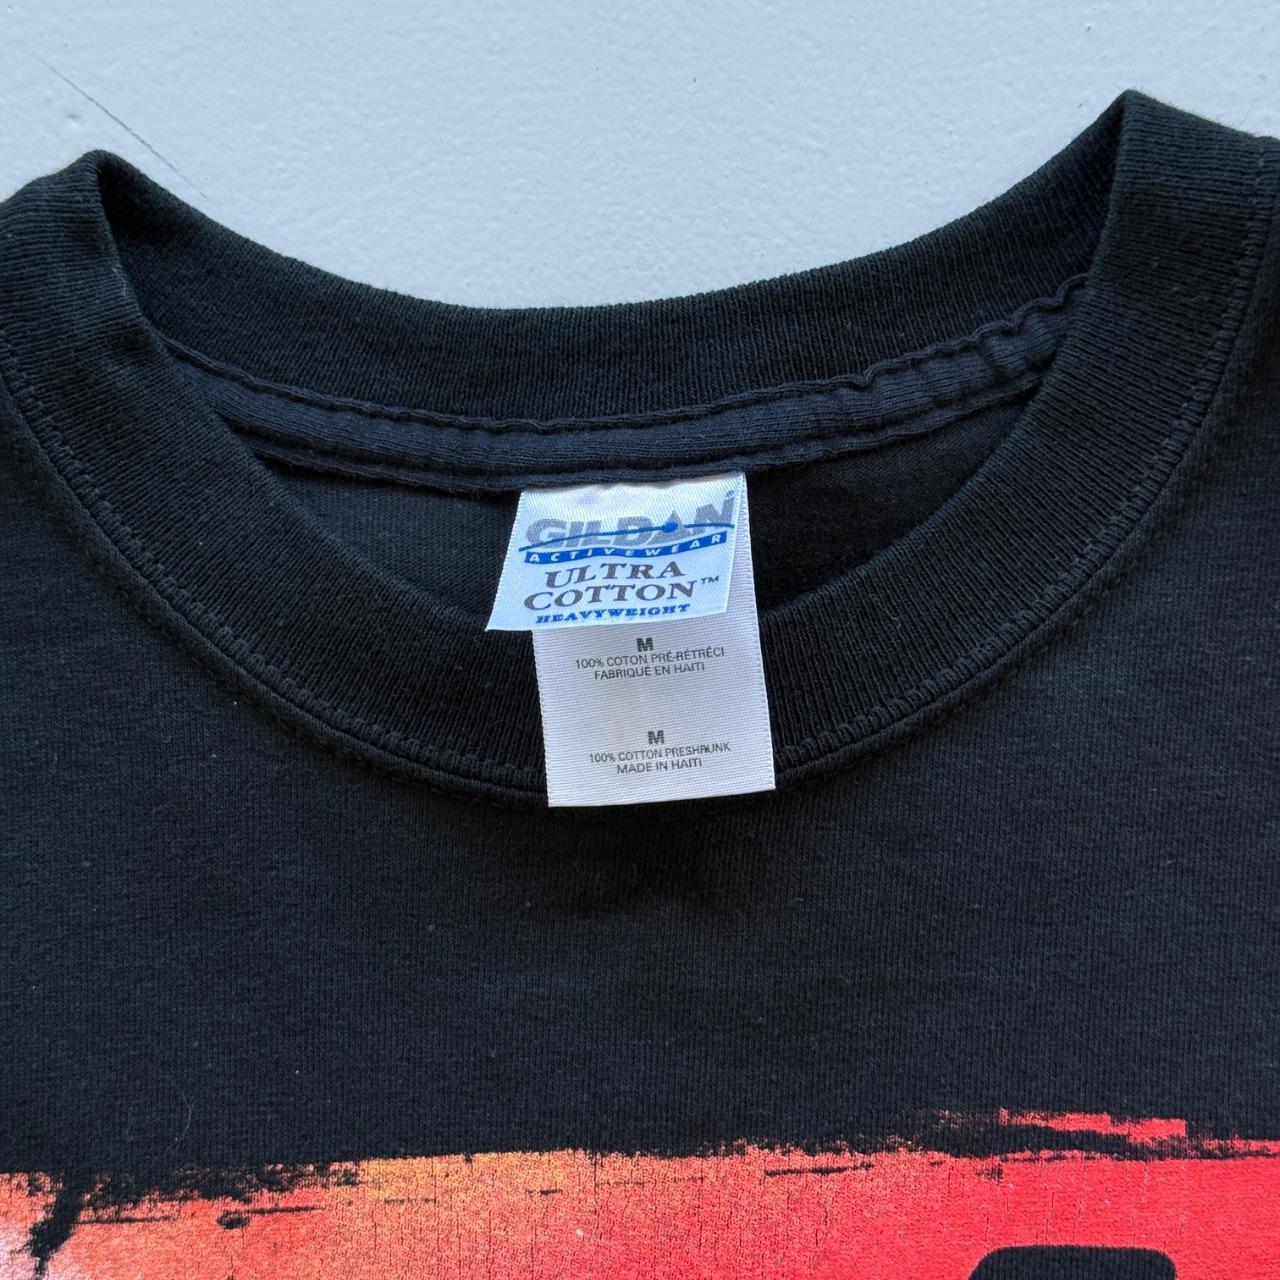 GILDAN
ACTIVEWEAR
ULTRA
COTTON™
HEAVYWEIGHT
M
100% COTON PRÉ-RÉTRÉCI
FABRIQUÉ EN HAITI
M
100% COTTON PRESHRUNK
MADE IN HAITI